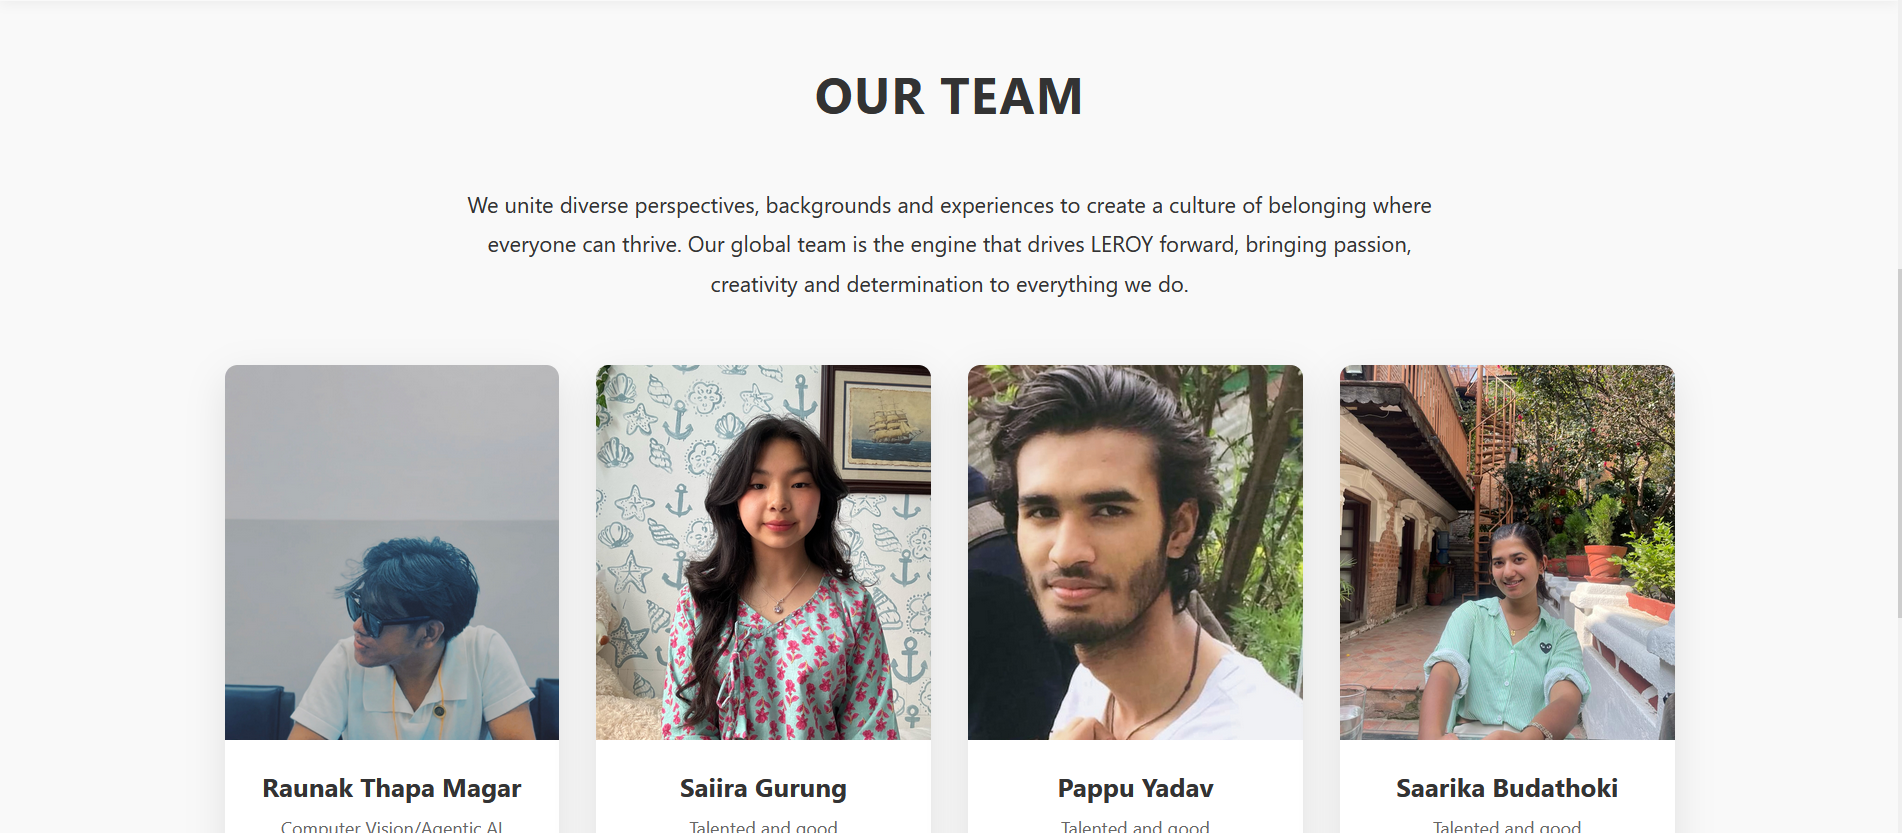 OUR TEAM
We unite diverse perspectives, backgrounds and experiences to create a culture of belonging where
everyone can thrive. Our global team is the engine that drives LEROY forward, bringing passion,
creativity and determination to everything we do.
Raunak Thapa Magar
Saiira Gurung
Pappu Yadav
Saarika Budathoki
Computer Vision/Agentic AI
Talented and good
Talented and good
Talented and good